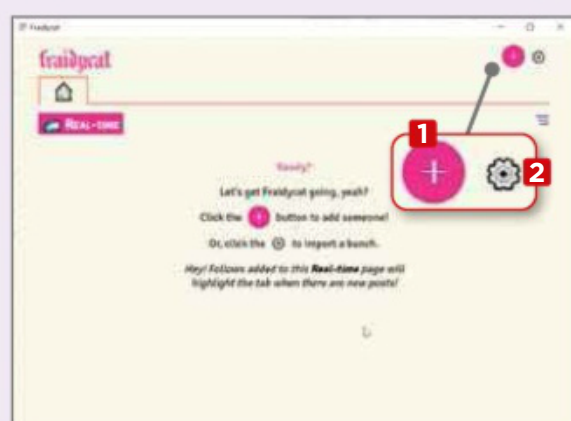 Fraidycat
fraidycat
REAL-TIME
1
2
Ready?
Let's get Fraidycat going, yeah?
Click the + button to add someone!
Or, click the to import a bunch.
Hey! Follows added to this Real-time page will
highlight the tab when there are new posts!